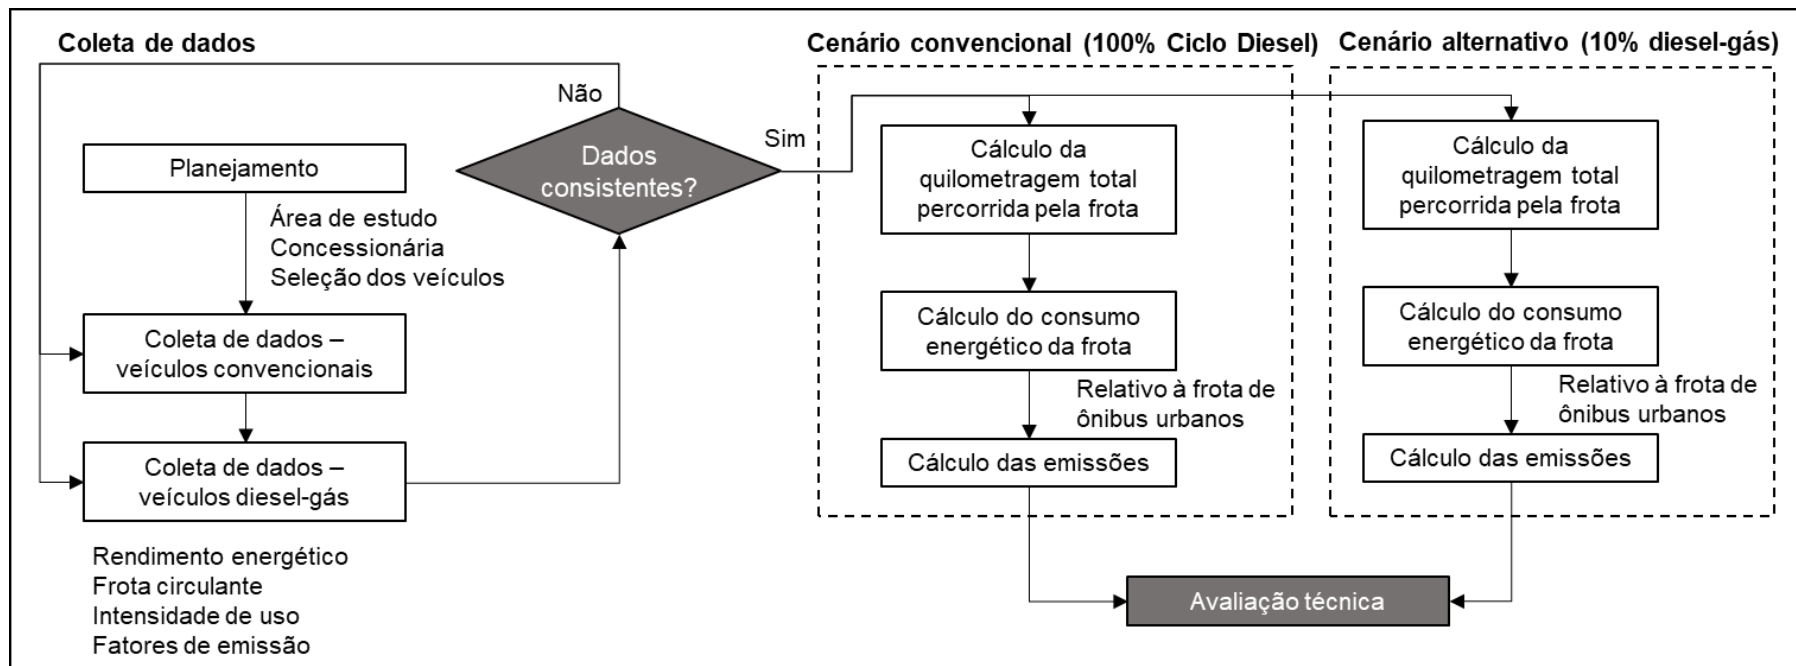 Coleta de dados
Não
Dados
consistentes?
Sim
Planejamento
Área de estudo
Concessionária
Seleção dos veículos
Coleta de dados –
veículos convencionais
Coleta de dados –
veículos diesel-gás
Rendimento energético
Frota circulante
Intensidade de uso
Fatores de emissão
Cenário convencional (100% Ciclo Diesel)
Cálculo da
quilometragem total
percorrida pela frota
Cálculo do consumo
energético da frota
Relativo à frota de
ônibus urbanos
Cálculo das emissões
Cenário alternativo (10% diesel-gás)
Cálculo da
quilometragem total
percorrida pela frota
Cálculo do consumo
energético da frota
Relativo à frota de
ônibus urbanos
Cálculo das emissões
Avaliação técnica